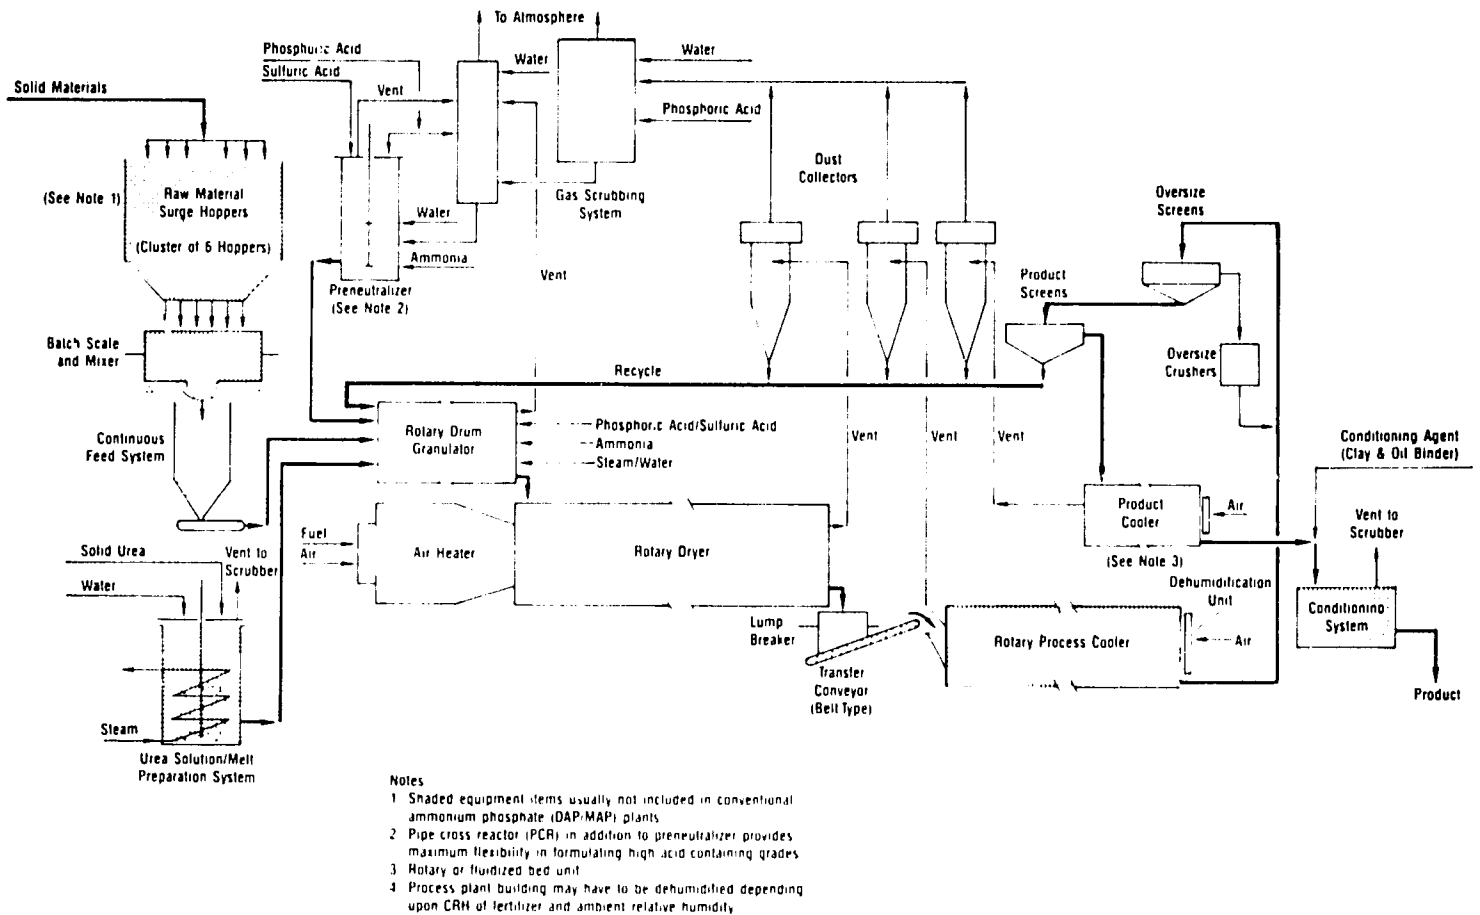 To Atmosphere
Phosphoric Acid
Sulfuric Acid
Water
Water
Solid Materials
Vent
Phosphoric Acid
Dust
Collectors
(See Note 1)
Raw Material
Surge Hoppers
(Cluster of 6 Hoppers)
Gas Scrubbing
System
Oversize
Screens
Water
Ammonia
Vent
Preneutralizer
(See Note 2)
Product
Screens
Batch Scale
and Mixer
Recycle
Oversize
Crushers
Continuous
Feed System
Rotary Drum
Granulator
Phosphoric Acid/Sulfuric Acid
Ammonia
Steam/Water
Vent
Vent
Vent
Conditioning Agent
(Clay & Oil Binder)
Product
Cooler
Air
Vent to
Scrubber
(See Note 3)
Fuel
Air
Air Heater
Rotary Dryer
Solid Urea
Vent to
Scrubber
Water
Dehumidification
Unit
Lump
Breaker
Rotary Process Cooler
Air
Conditioning
System
Transfer
Conveyor
(Belt Type)
Product
Steam
Urea Solution/Melt
Preparation System
Notes
1 Shaded equipment items usually not included in conventional
ammonium phosphate (DAP/MAP) plants
2 Pipe cross reactor (PCR) in addition to preneutralizer provides
maximum flexibility in formulating high acid containing grades
3 Rotary or fluidized bed unit
4 Process plant building may have to be dehumidified depending
upon CRH of fertilizer and ambient relative humidity